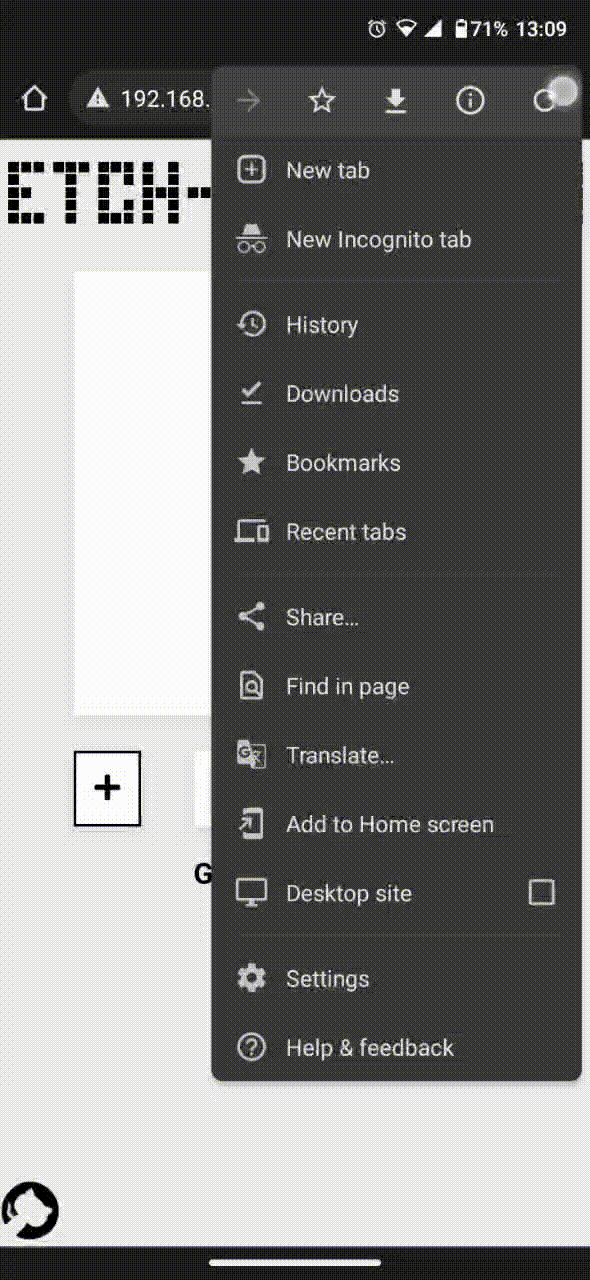 71% 13:09
192.168.
ETCH-
New tab
New Incognito tab
History
Downloads
Bookmarks
Recent tabs
Share…
Find in page
Translate…
Add to Home screen
Desktop site
Settings
Help & feedback
+
G